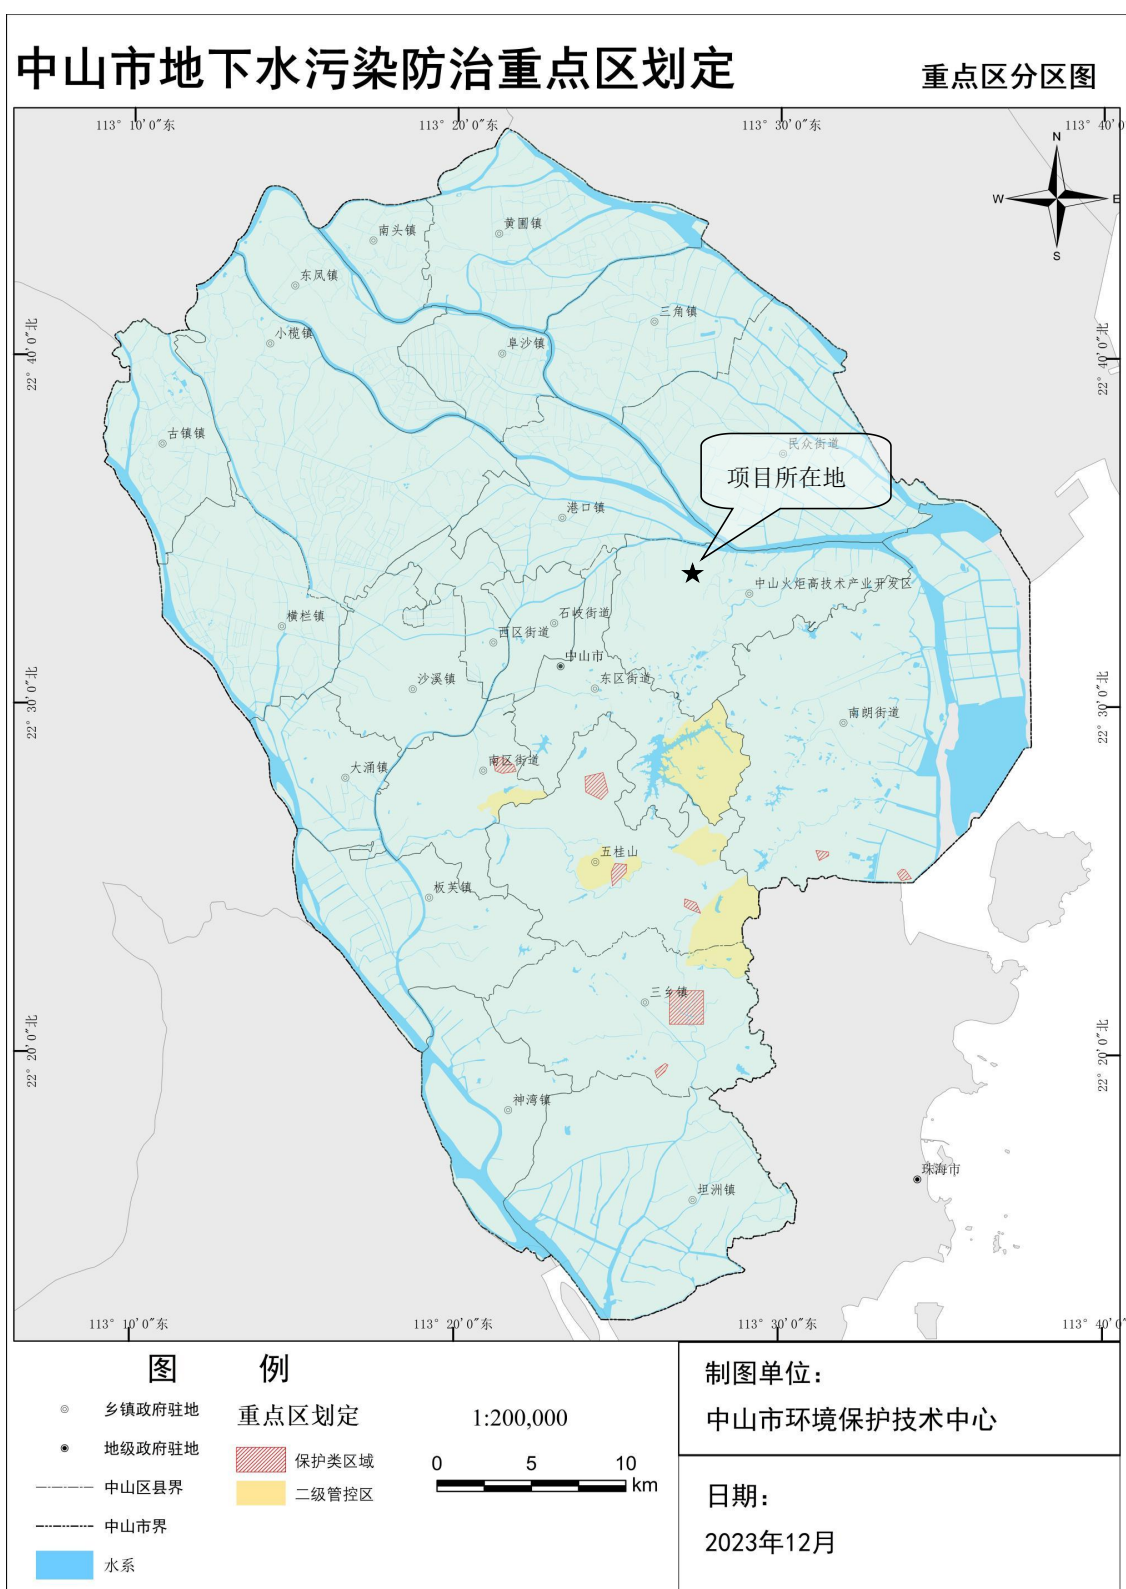 中山市地下水污染防治重点区划定
重点区分区图
113° 10′0″东
113° 20′0″东
113° 30′0″东
113° 40′0
N
W
E
S
南头镇
黄圃镇
东凤镇
三角镇
小榄镇
阜沙镇
22° 40′0″北
22° 40′0″北
古镇镇
民众街道
项目所在地
港口镇
中山火炬高技术产业开发区
石岐街道
横栏镇
西区街道
中山市
沙溪镇
东区街道
22° 30′0″北
22° 30′0″北
南朗街道
南区街道
大涌镇
五桂山
板芙镇
三乡镇
22° 20′0″北
22° 20′0″北
神湾镇
珠海市
坦洲镇
113° 10′0″东
113° 20′0″东
113° 30′0″东
113° 40′0
图 例
乡镇政府驻地
地级政府驻地
中山区县界
中山市界
水系
重点区划定
保护类区域
二级管控区
1:200,000
0 5 10
km
制图单位：
中山市环境保护技术中心
日期：
2023年12月